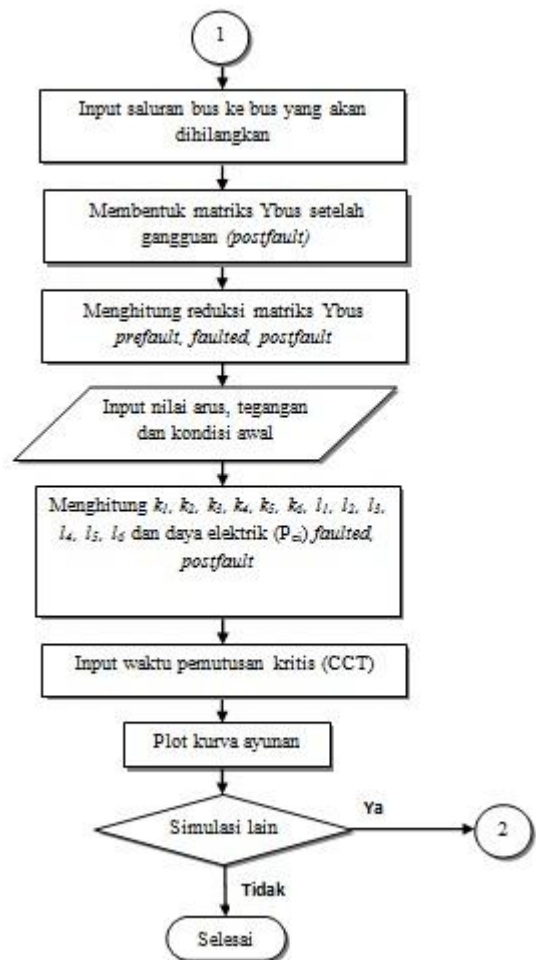 1
Input saluran bus ke bus yang akan
dihilangkan
Membentuk matriks Ybus setelah
gangguan (postfault)
Menghitung reduksi matriks Ybus
prefault, faulted, postfault
Input nilai arus, tegangan
dan kondisi awal
Menghitung k₁, k₂, k₃, k₄, k₅, k₆, l₁, l₂, l₃,
l₄, l₅, l₆ dan daya elektrik (Pₑᵢ) faulted,
postfault
Input waktu pemutusan kritis (CCT)
Plot kurva ayunan
Simulasi lain
Ya
2
Tidak
Selesai